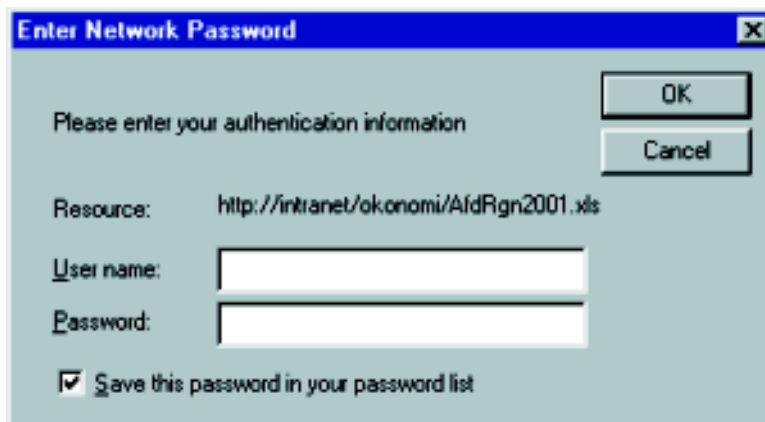 Enter Network Password
OK
Please enter your authentication information
Cancel
Resource: http://intranet/okonomi/AfdRgn2001.xls
User name:
Password:
Save this password in your password list